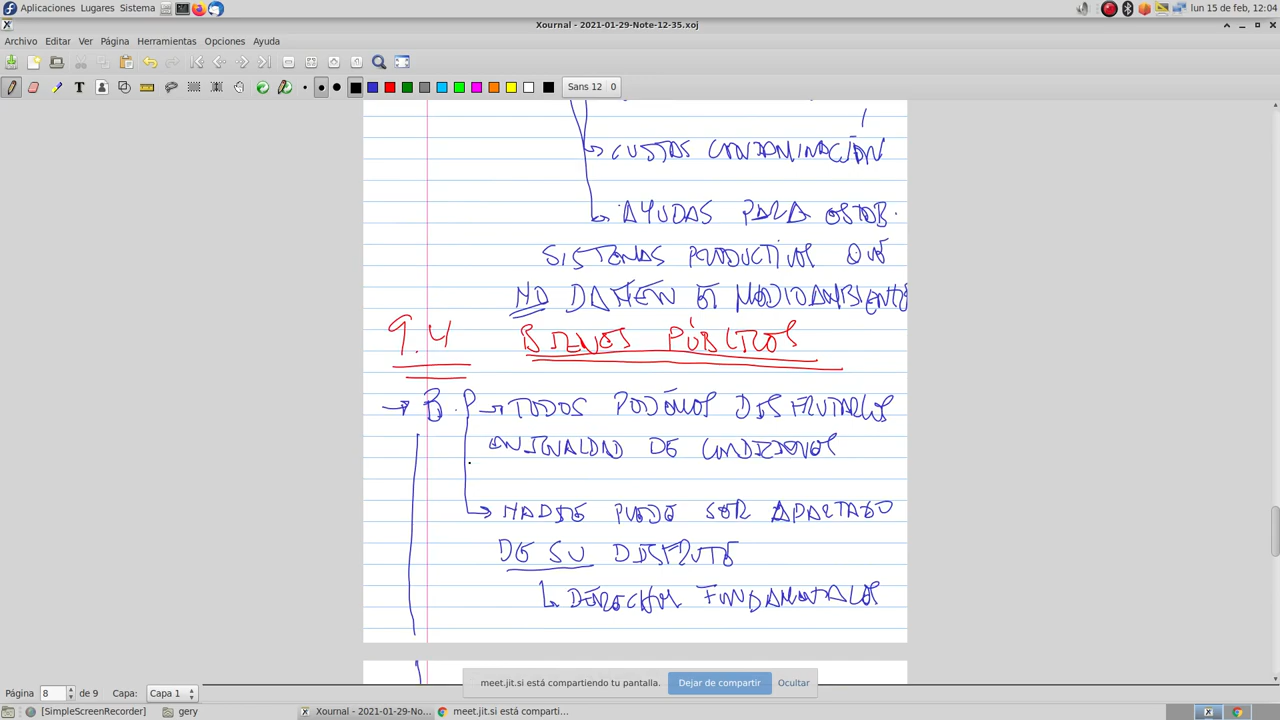 Aplicaciones Lugares Sistema lun 15 de feb, 12:04
Xournal - 2021-01-29-Note-12-35.xoj
Archivo Editar Ver Página Herramientas Opciones Ayuda
Sans 12 0
CUOTAS CONTAMINACIÓN
AYUDAS PARA ESTAB.
SISTEMAS PRODUCTIVOS QUE
NO DAÑEN EL MEDIOAMBIENTE
9.4 BIENES PÚBLICOS
→ B.P → TODOS PODEMOS DISFRUTARLOS
EN IGUALDAD DE CONDICIONES
→ NADIE PUEDE SER APARTADO
DE SU DISFRUTE
↳ DERECHOS FUNDAMENTALES
meet.jit.si está compartiendo tu pantalla. Dejar de compartir Ocultar
Página 8 de 9 Capa: Capa 1
[SimpleScreenRecorder] gery Xournal - 2021-01-29-No... meet.jit.si está comparti...